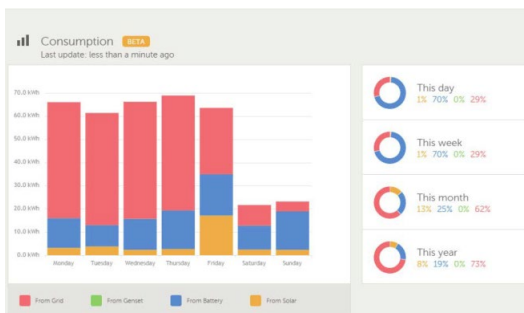 Consumption BETA
Last update: less than a minute ago
70.0 kWh
60.0 kWh
50.0 kWh
40.0 kWh
30.0 kWh
20.0 kWh
10.0 kWh
0.0 kWh
Monday Tuesday Wednesday Thursday Friday Saturday Sunday
From Grid From Genset From Battery From Solar
This day
1% 70% 0% 29%
This week
1% 70% 0% 29%
This month
13% 25% 0% 62%
This year
8% 19% 0% 73%